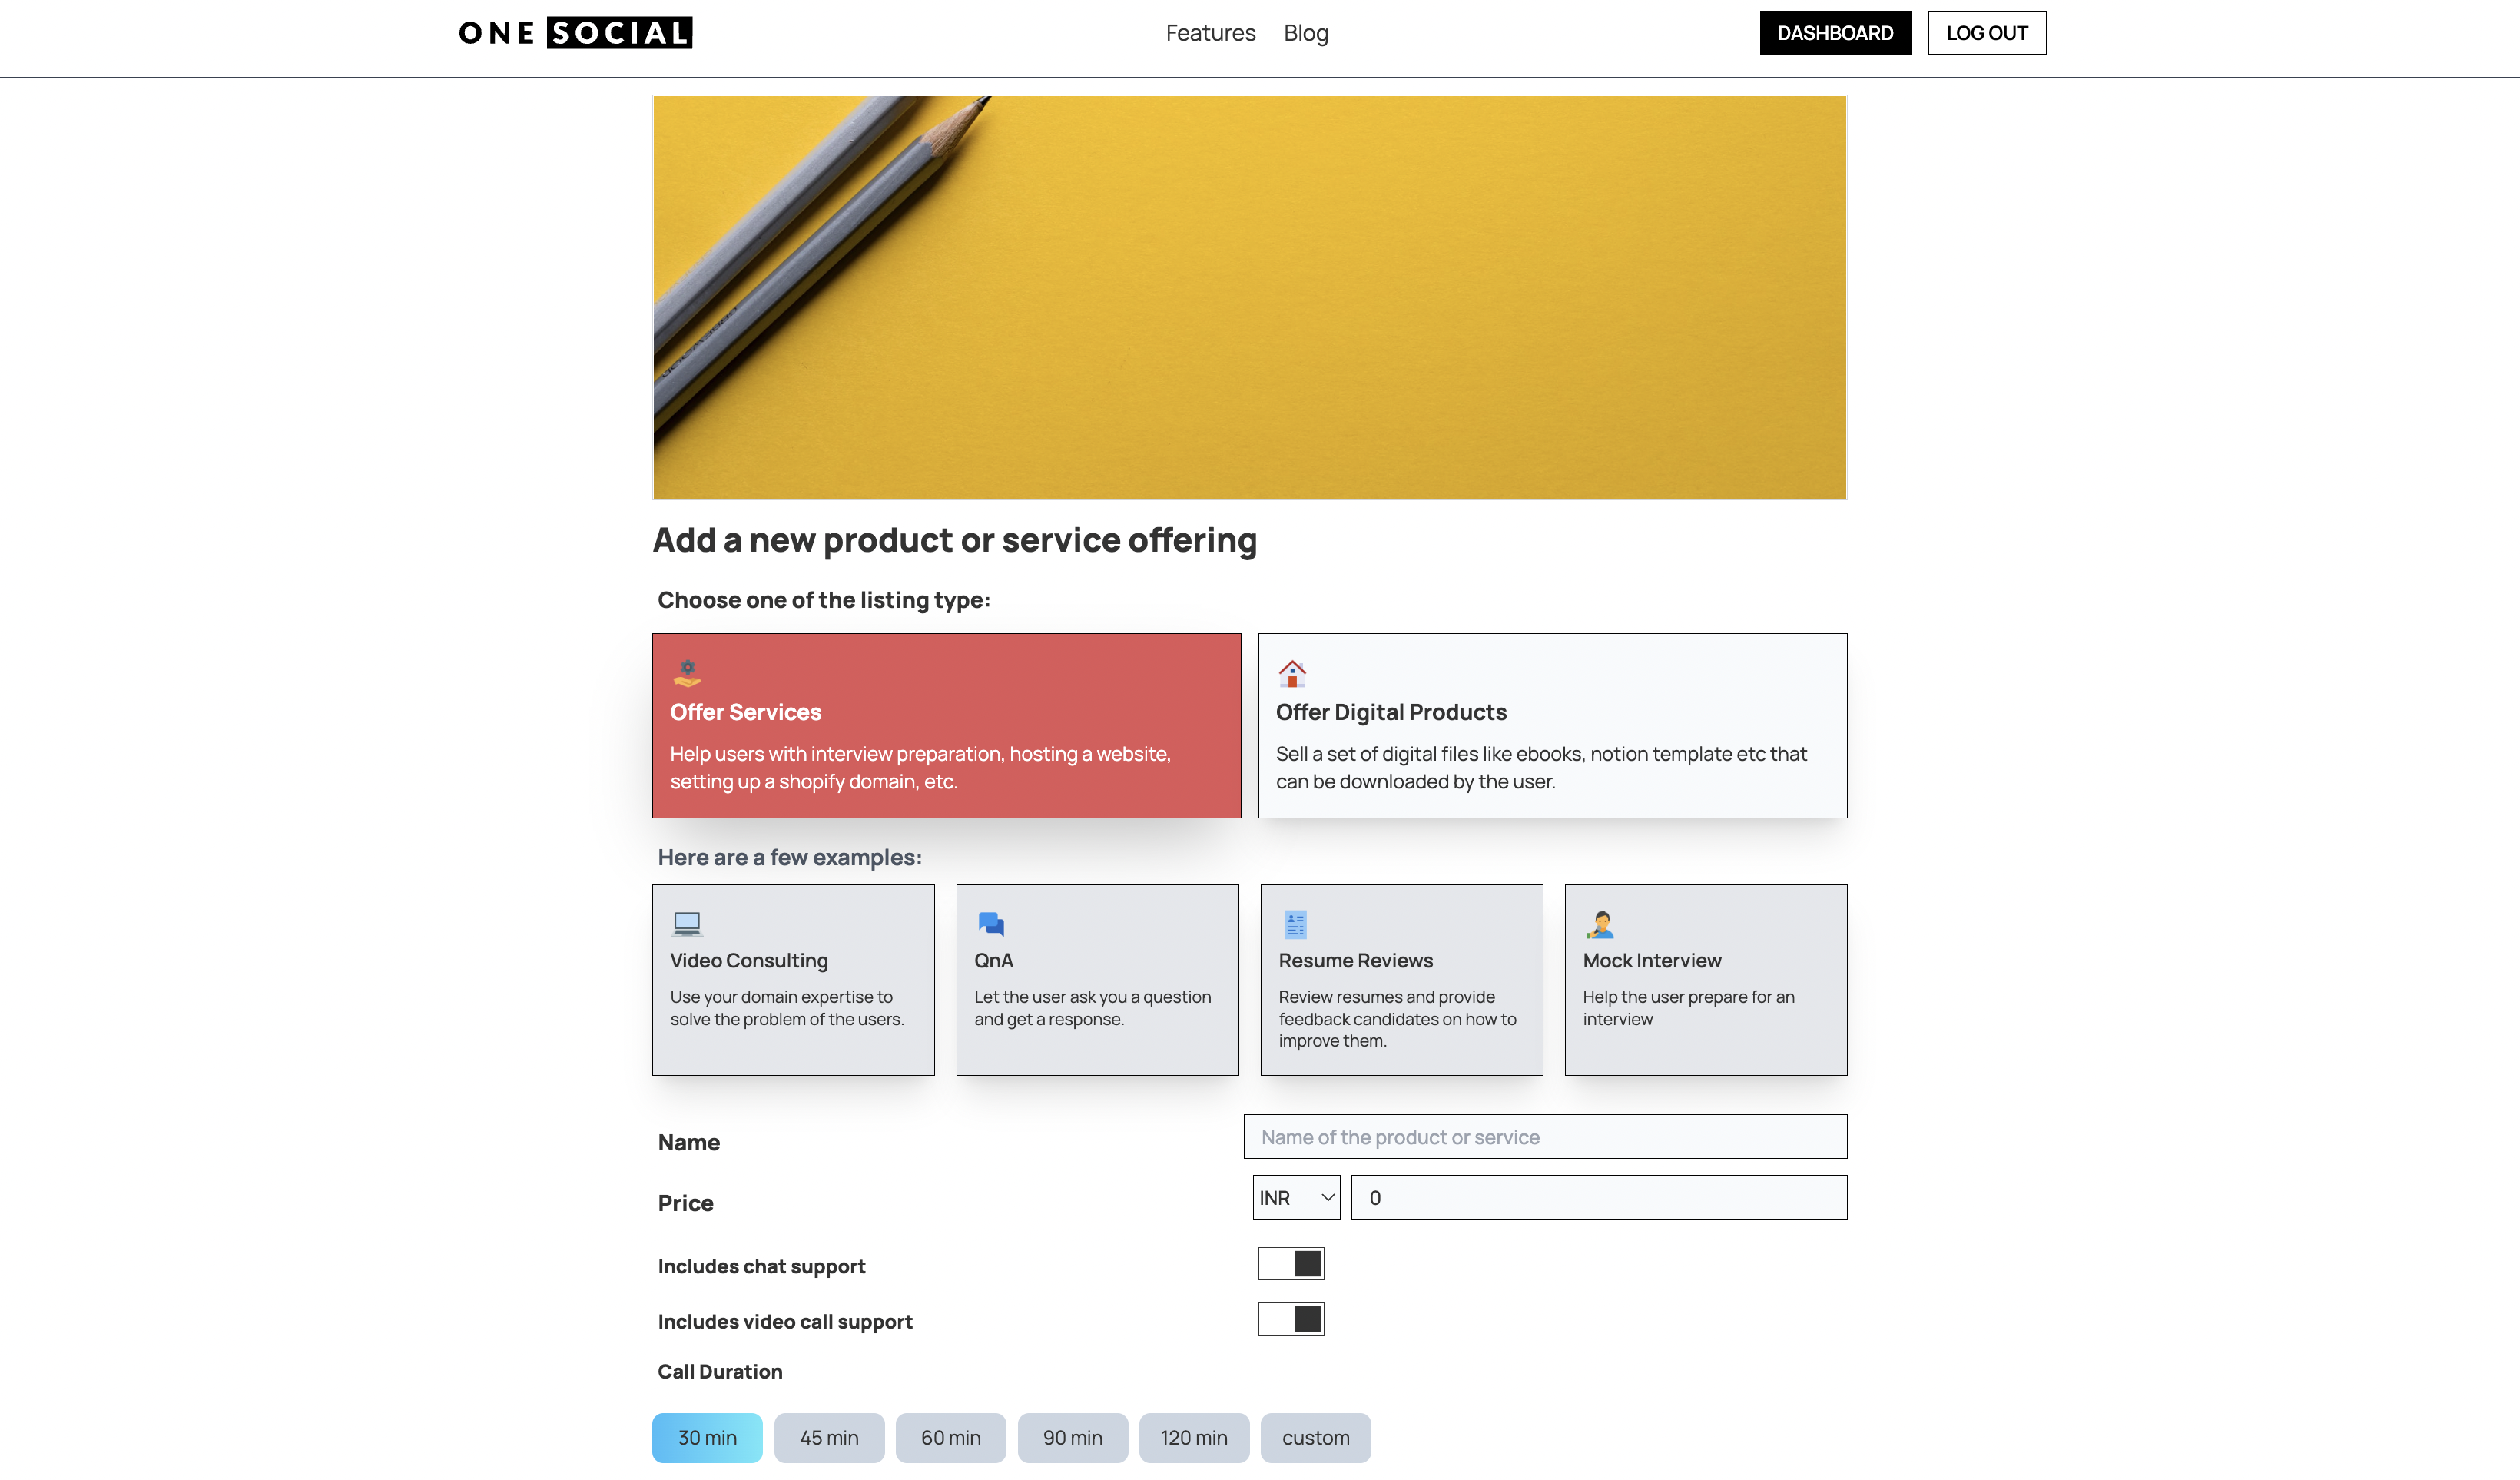 ONE SOCIAL
Features Blog
DASHBOARD LOG OUT
Add a new product or service offering
Choose one of the listing type:
Offer Services
Help users with interview preparation, hosting a website,
setting up a shopify domain, etc.
Offer Digital Products
Sell a set of digital files like ebooks, notion template etc that
can be downloaded by the user.
Here are a few examples:
Video Consulting
Use your domain expertise to
solve the problem of the users.
QnA
Let the user ask you a question
and get a response.
Resume Reviews
Review resumes and provide
feedback candidates on how to
improve them.
Mock Interview
Help the user prepare for an
interview
Name
Name of the product or service
Price
INR
0
Includes chat support
Includes video call support
Call Duration
30 min 45 min 60 min 90 min 120 min custom